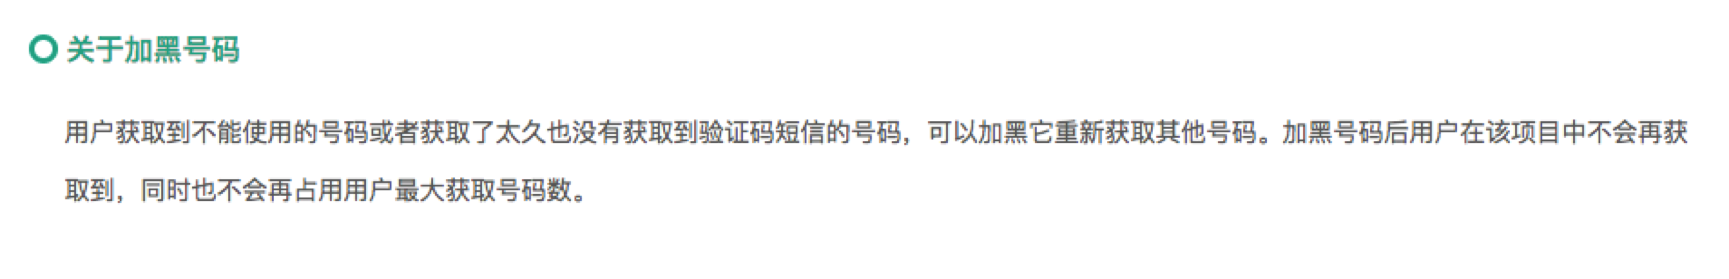 关于加黑号码
用户获取到不能使用的号码或者获取了太久也没有获取到验证码短信的号码，可以加黑它重新获取其他号码。加黑号码后用户在该项目中不会再获
取到，同时也不会再占用用户最大获取号码数。